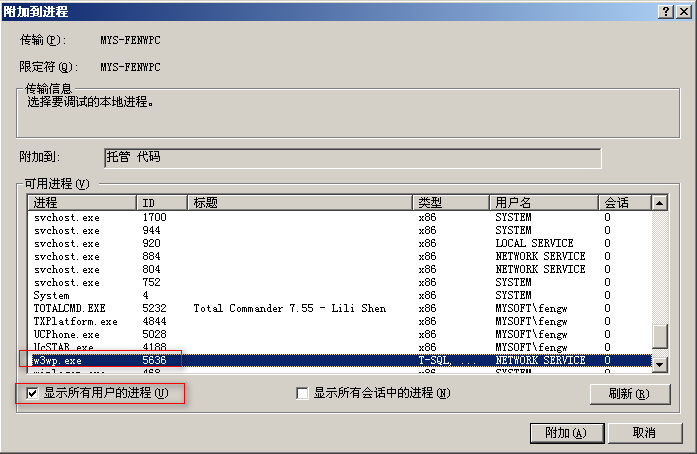 附加到进程
传输(P): MYS-FENWPC
限定符(Q): MYS-FENWPC
传输信息
选择要调试的本地进程。
附加到: 托管 代码
可用进程(V)
进程 ID 标题 类型 用户名 会话
svchost.exe 1700 x86 SYSTEM 0
svchost.exe 944 x86 SYSTEM 0
svchost.exe 920 x86 LOCAL SERVICE 0
svchost.exe 884 x86 NETWORK SERVICE 0
svchost.exe 804 x86 NETWORK SERVICE 0
svchost.exe 752 x86 SYSTEM 0
System 4 x86 SYSTEM 0
TOTALCMD.EXE 5232 Total Commander 7.55 - Lili Shen x86 MYSOFT\fengw 0
TXPlatform.exe 4844 x86 MYSOFT\fengw 0
UCPhone.exe 5028 x86 MYSOFT\fengw 0
UcSTAR.exe 4188 x86 MYSOFT\fengw 0
w3wp.exe 5636 T-SQL, ... NETWORK SERVICE 0
winlogon.exe 468 x86 SYSTEM 0
显示所有用户的进程(U) 显示所有会话中的进程(N) 刷新(R)
附加(A) 取消